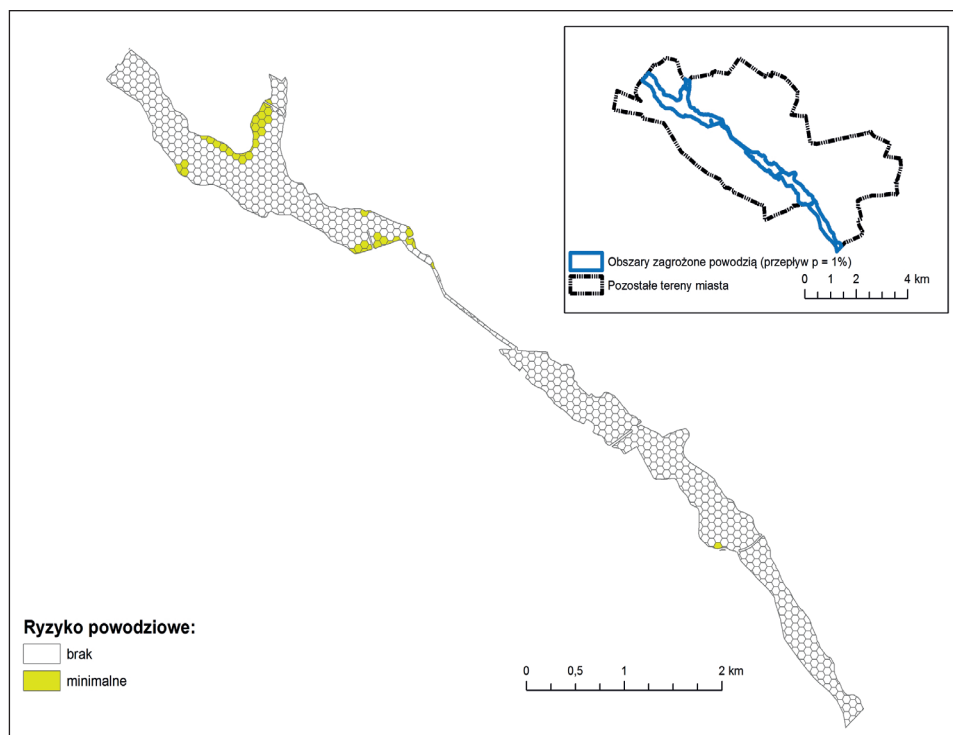 Obszary zagrożone powodzią (przepływ p = 1%)
Pozostałe tereny miasta
0 1 2 4 km
Ryzyko powodziowe:
brak
minimalne
0 0,5 1 2 km